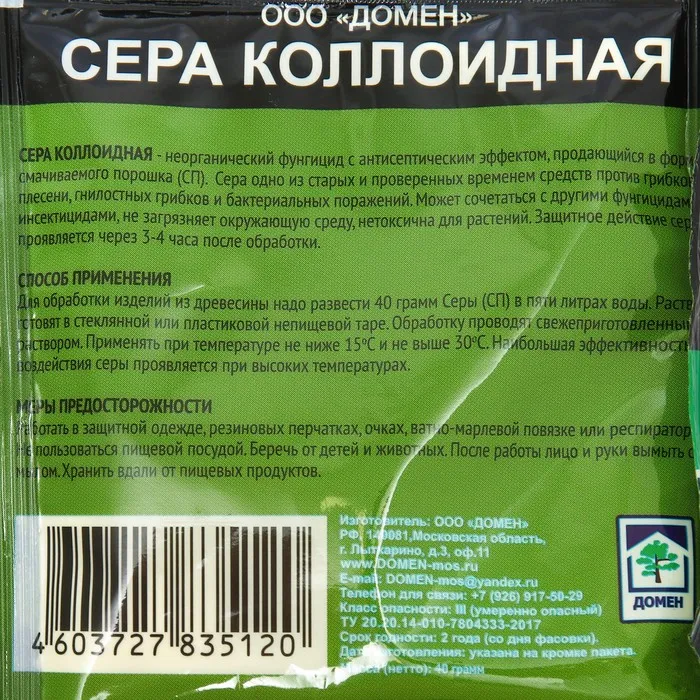 ООО «ДОМЕН»
СЕРА КОЛЛОИДНАЯ
СЕРА КОЛЛОИДНАЯ - неорганический фунгицид с антисептическим эффектом, продающийся в форм
смачиваемого порошка (СП). Сера одно из старых и проверенных временем средств против грибков
плесени, гнилостных грибков и бактериальных поражений. Может сочетаться с другими фунгицидам
инсектицидами, не загрязняет окружающую среду, нетоксична для растений. Защитное действие сер
проявляется через 3-4 часа после обработки.
СПОСОБ ПРИМЕНЕНИЯ
Для обработки изделий из древесины надо развести 40 грамм Серы (СП) в пяти литрах воды. Раств
готовят в стеклянной или пластиковой непищевой таре. Обработку проводят свежеприготовленным
раствором. Применять при температуре не ниже 15°С и не выше 30°С. Наибольшая эффективность
воздействия серы проявляется при высоких температурах.
МЕРЫ ПРЕДОСТОРОЖНОСТИ
Работать в защитной одежде, резиновых перчатках, очках, ватно-марлевой повязке или респиратор
Не пользоваться пищевой посудой. Беречь от детей и животных. После работы лицо и руки вымыть с
мылом. Хранить вдали от пищевых продуктов.
Изготовитель: ООО «ДОМЕН»
РФ, 140081,Московская область,
г. Лыткарино, д.3, оф.11
www.DOMEN-mos.ru
E-mail: DOMEN-mos@yandex.ru
Телефон для связи: +7 (926) 917-50-29
Класс опасности: III (умеренно опасный)
ТУ 20.20.14-010-7804333-2017
Срок годности: 2 года (со дня фасовки).
Дата изготовления: указана на кромке пакета.
Масса (нетто): 40 грамм
4 603727 835120
ДОМЕН